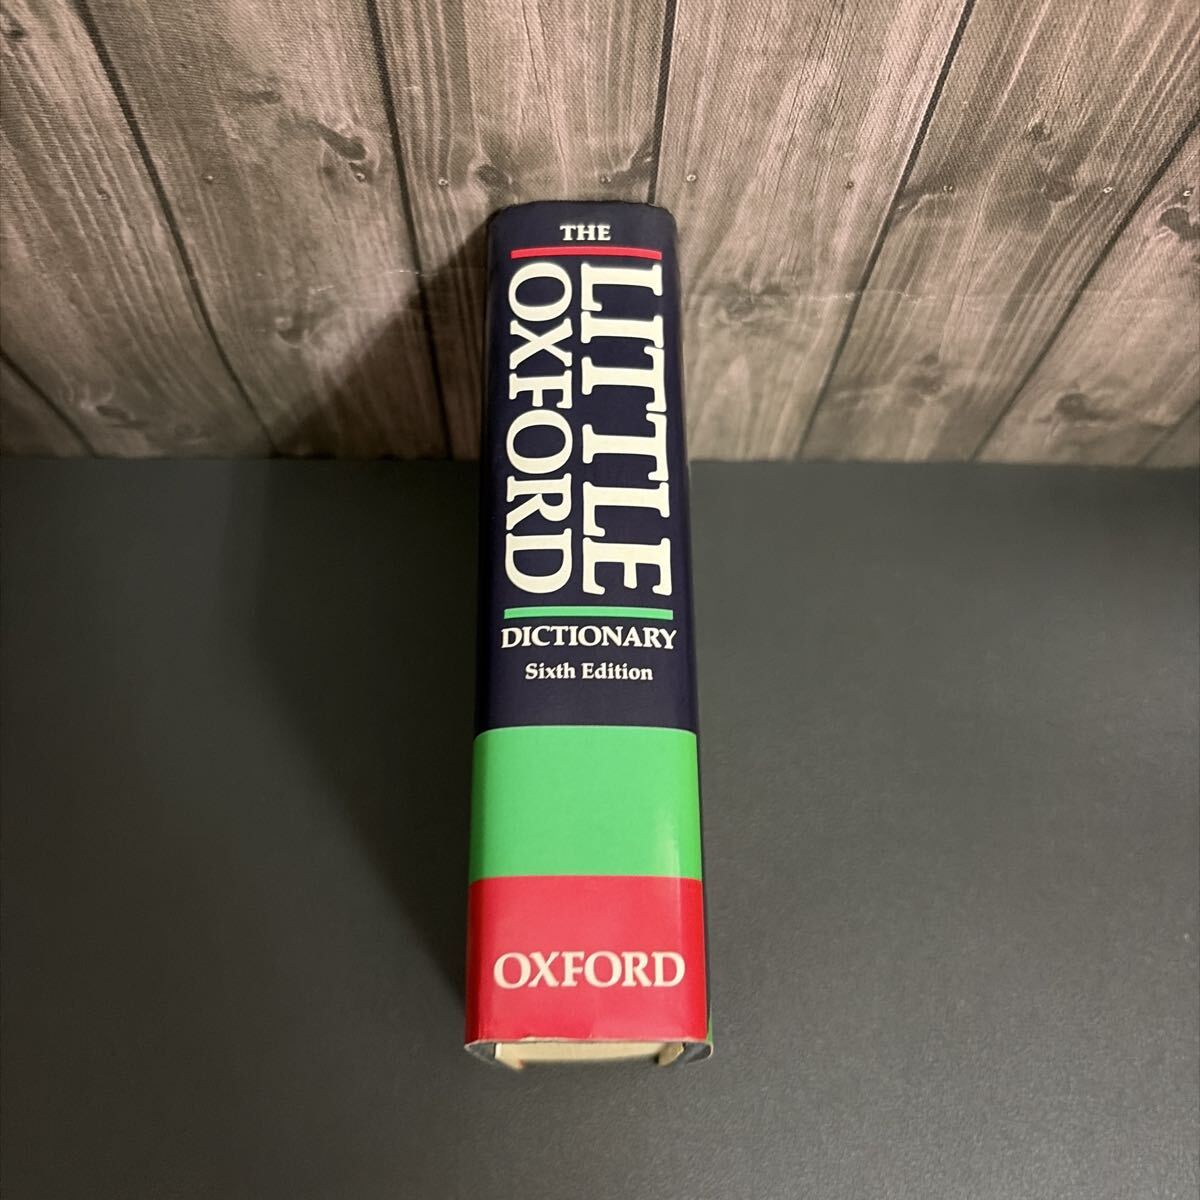 THE
LITTLE
OXFORD
DICTIONARY
Sixth Edition
OXFORD